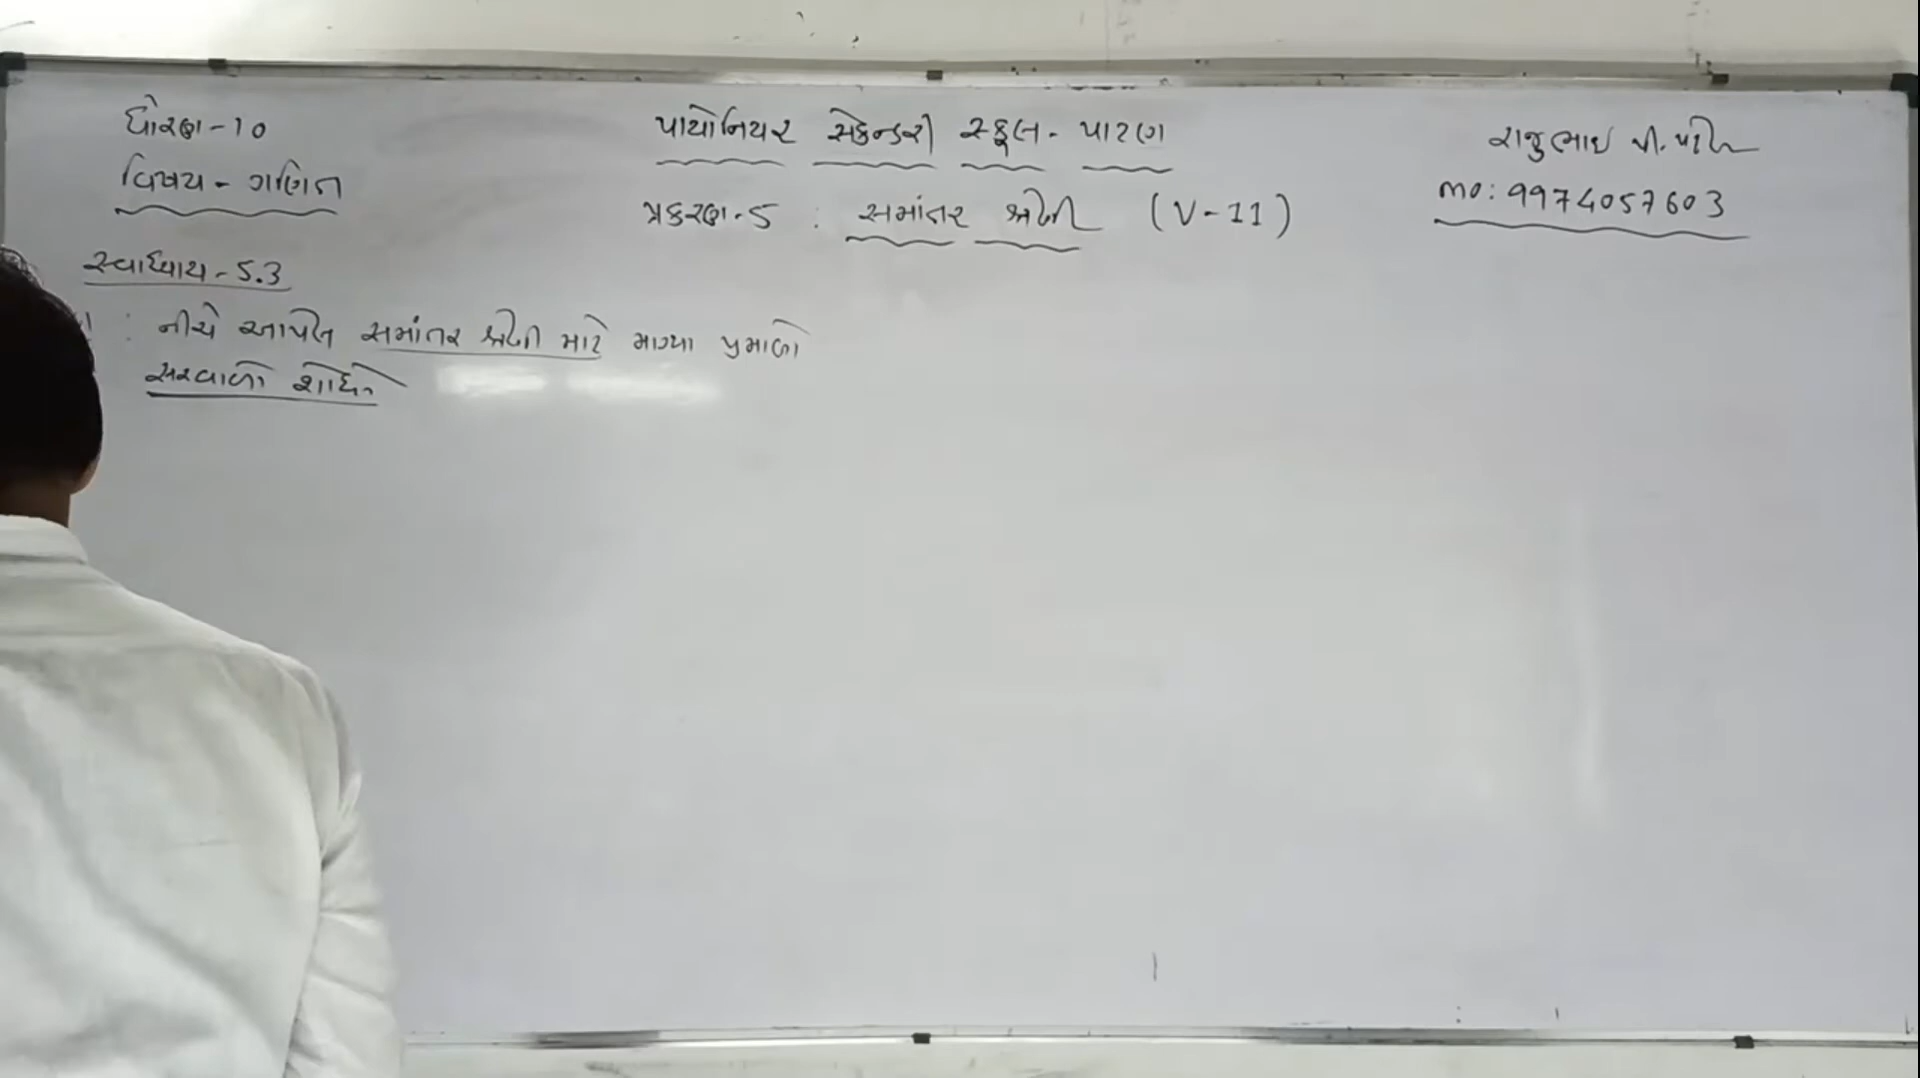 ધોરણ-10
વિષય - ગણિત
પાયોનિયર સેકન્ડરી સ્કૂલ - પાટણ
પ્રકરણ-5 : સમાંતર શ્રેણી (V-11)
રાજુભાઇ પી. પટેલ
mo: 9974057603
સ્વાધ્યાય-5.3
: નીચે આપેલ સમાંતર શ્રેણી માટે માગ્યા પ્રમાણે
સરવાળો શોધો